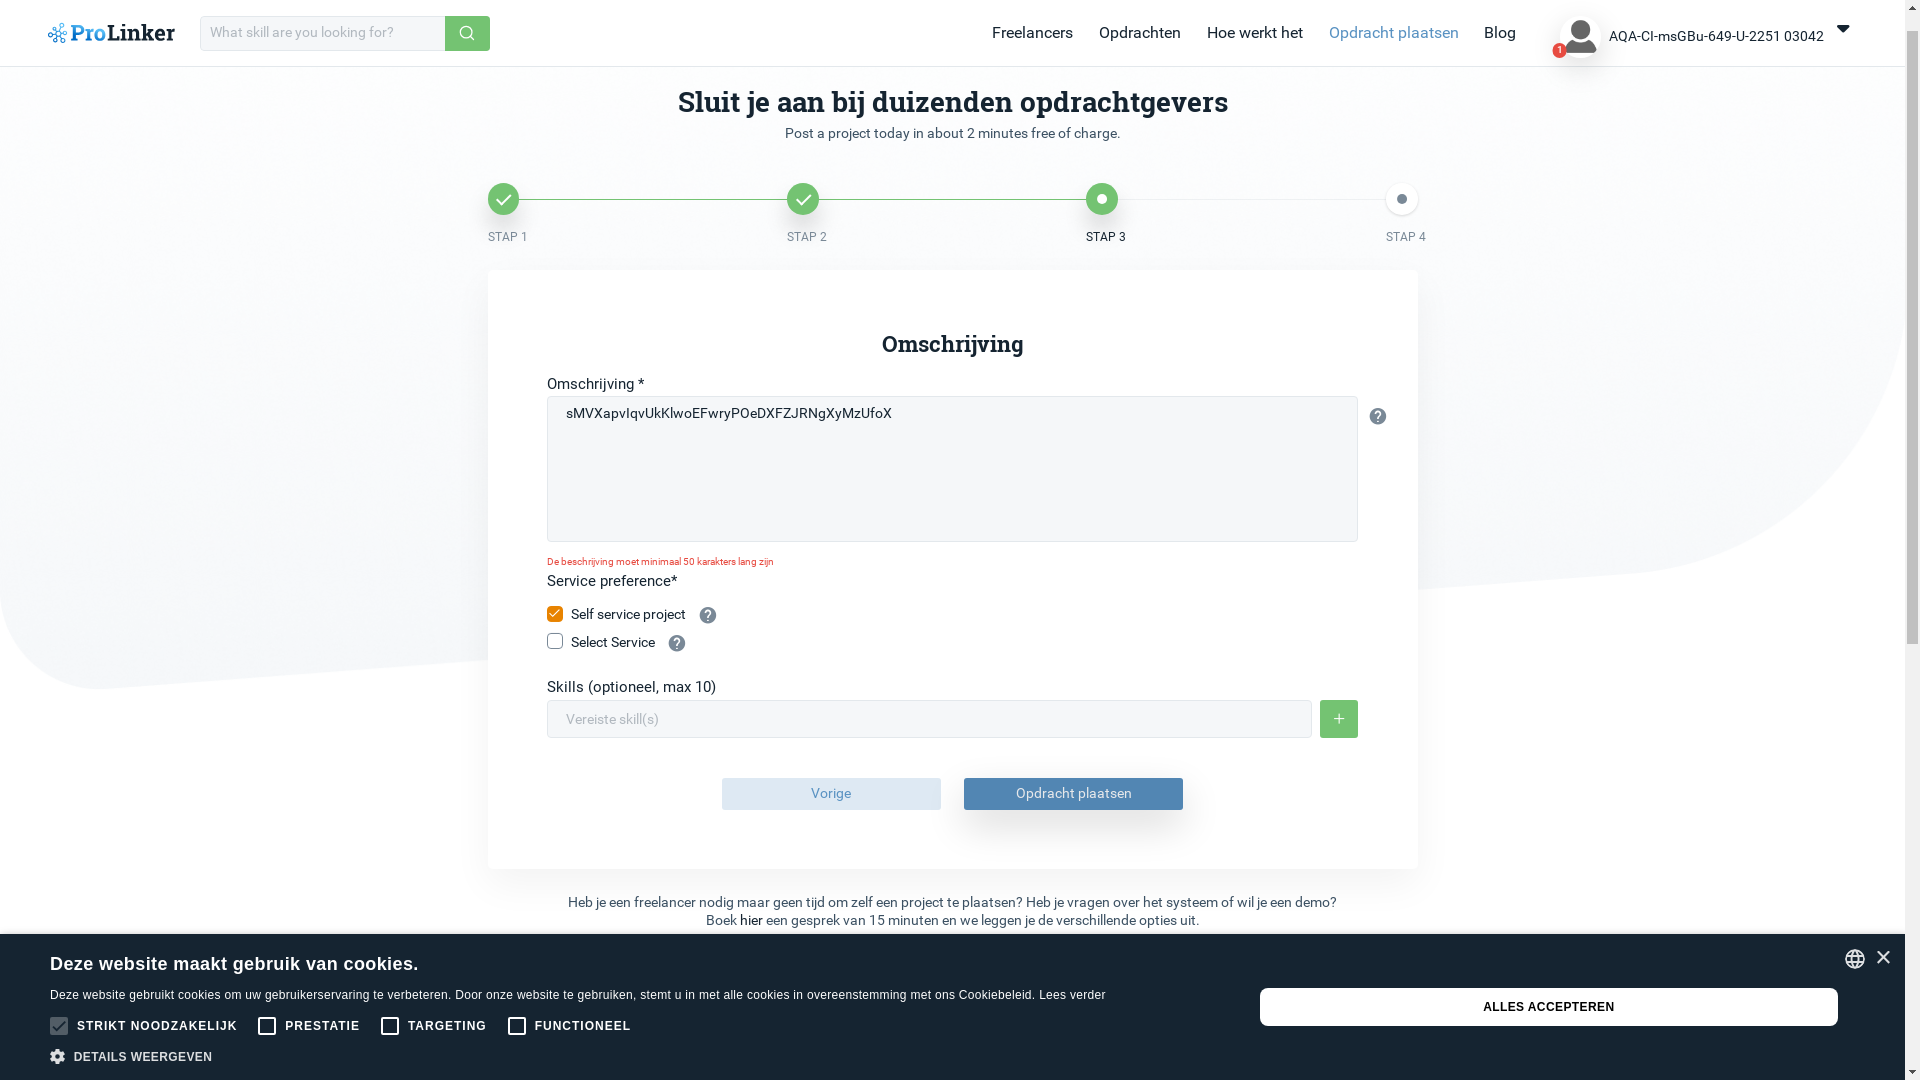 ProLinker
What skill are you looking for?
Freelancers
Opdrachten
Hoe werkt het
Opdracht plaatsen
Blog
1
AQA-CI-msGBu-649-U-2251 03042
Sluit je aan bij duizenden opdrachtgevers
Post a project today in about 2 minutes free of charge.
STAP 1
STAP 2
STAP 3
STAP 4
Omschrijving
Omschrijving *
sMVXapvIqvUkKlwoEFwryPOeDXFZJRNgXyMzUfoX
De beschrijving moet minimaal 50 karakters lang zijn
Service preference*
Self service project
Select Service
Skills (optioneel, max 10)
Vereiste skill(s)
+
Vorige
Opdracht plaatsen
Heb je een freelancer nodig maar geen tijd om zelf een project te plaatsen? Heb je vragen over het systeem of wil je een demo?
Boek hier een gesprek van 15 minuten en we leggen je de verschillende opties uit.
Deze website maakt gebruik van cookies.
Deze website gebruikt cookies om uw gebruikerservaring te verbeteren. Door onze website te gebruiken, stemt u in met alle cookies in overeenstemming met ons Cookiebeleid. Lees verder
STRIKT NOODZAKELIJK
PRESTATIE
TARGETING
FUNCTIONEEL
DETAILS WEERGEVEN
ALLES ACCEPTEREN